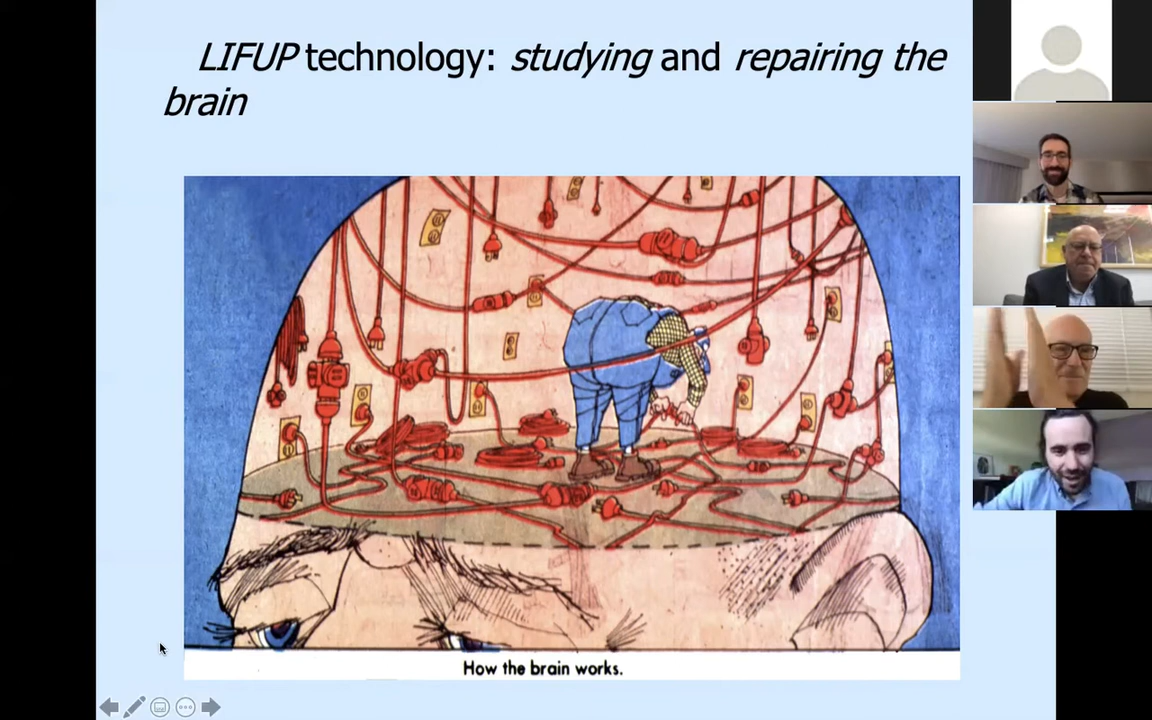 LIFUP technology: studying and repairing the
brain
How the brain works.